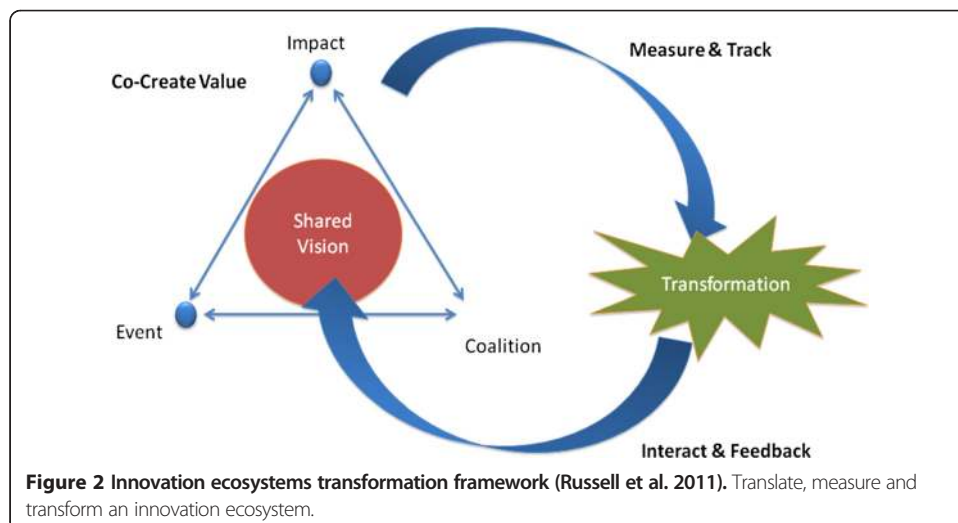 Impact
Measure & Track
Co-Create Value
Shared
Vision
Transformation
Event
Coalition
Interact & Feedback
Figure 2 Innovation ecosystems transformation framework (Russell et al. 2011). Translate, measure and
transform an innovation ecosystem.